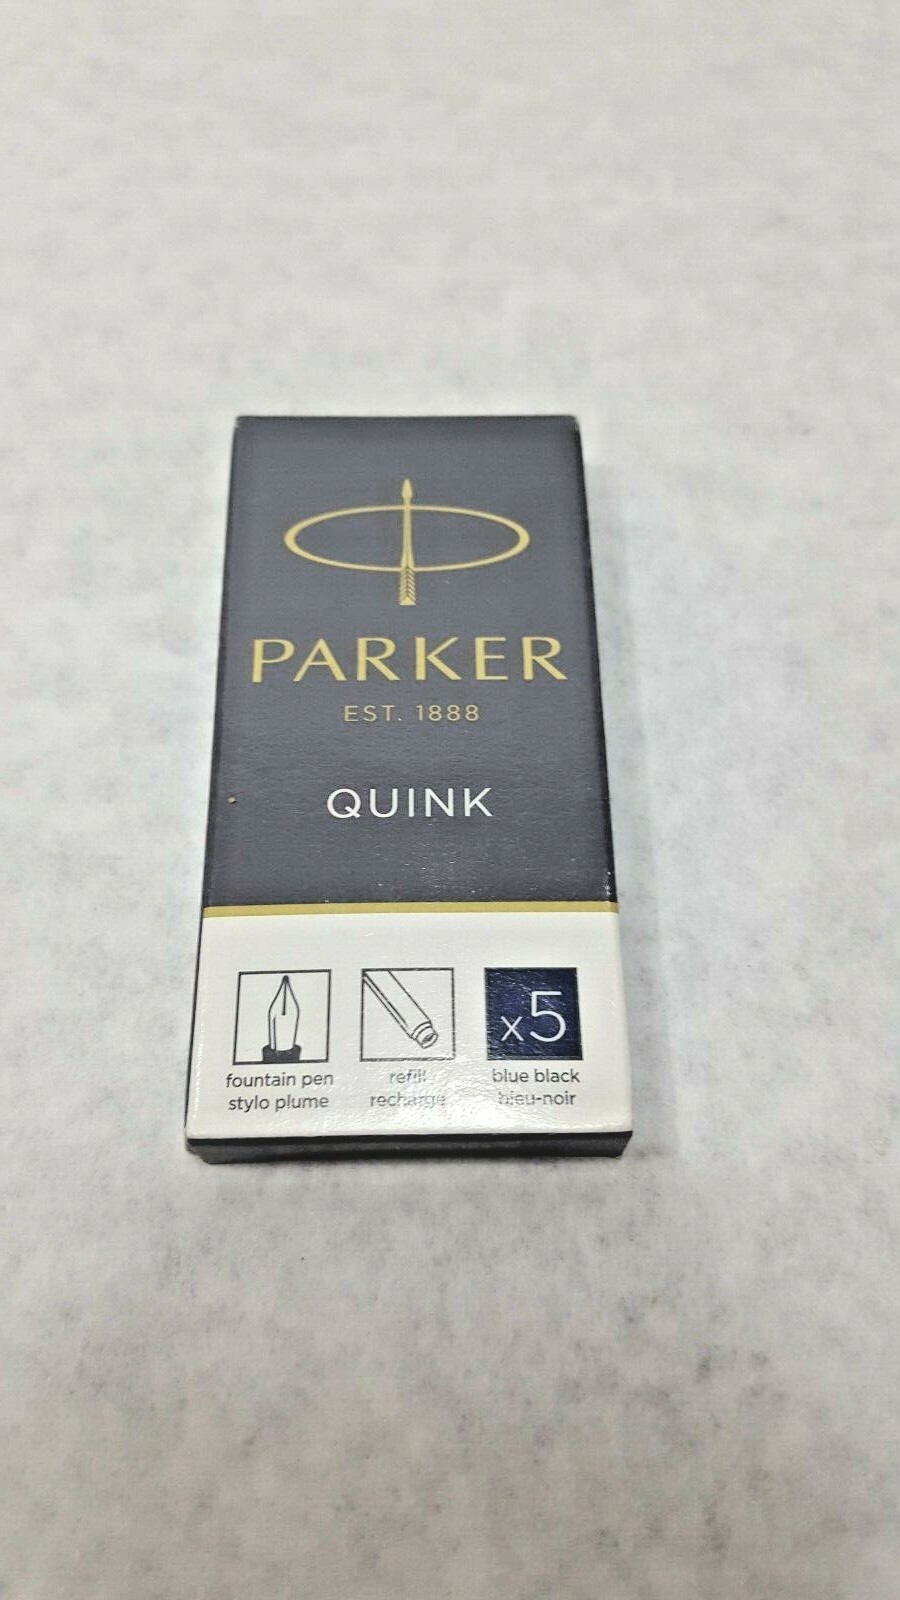 PARKER
EST. 1888
QUINK
x5
fountain pen
stylo plume
refill
recharge
blue black
bleu-noir